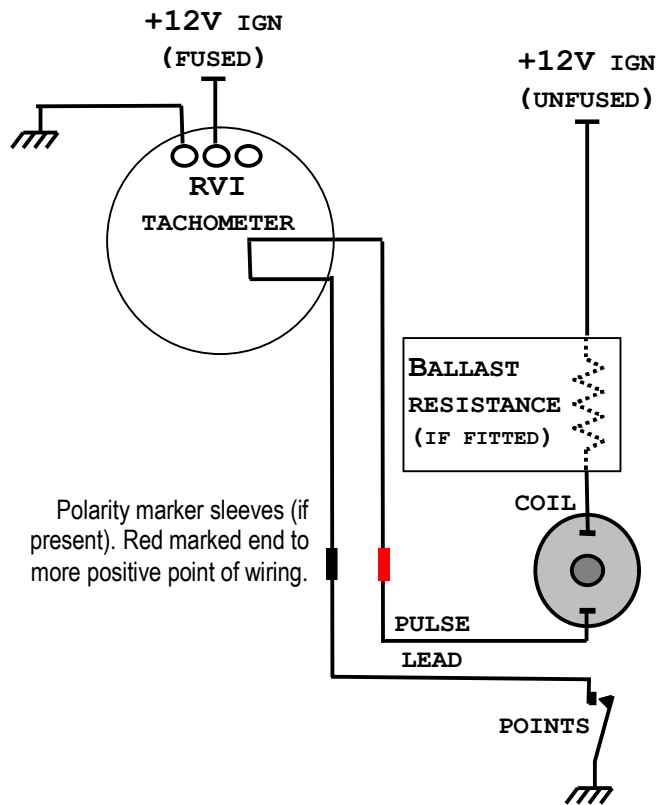 +12V IGN
(FUSED)
+12V IGN
(UNFUSED)
RVI
TACHOMETER
BALLAST
RESISTANCE
(IF FITTED)
COIL
Polarity marker sleeves (if
present). Red marked end to
more positive point of wiring.
PULSE
LEAD
POINTS